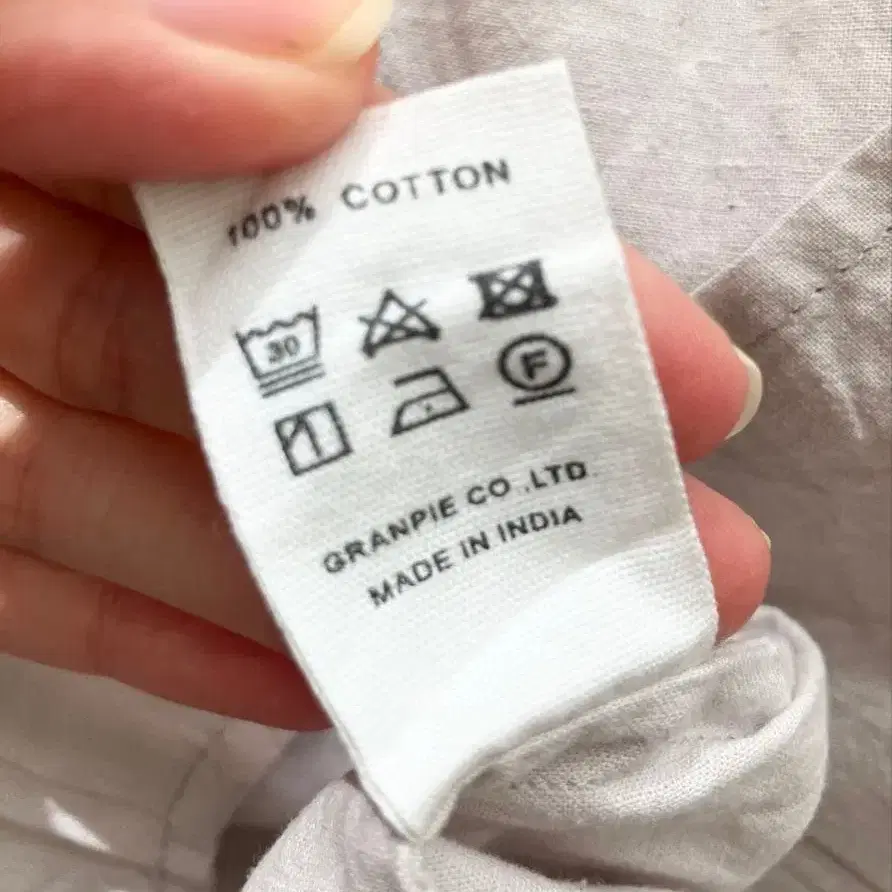 100% COTTON
30
F
GRANPIE CO.,LTD.
MADE IN INDIA